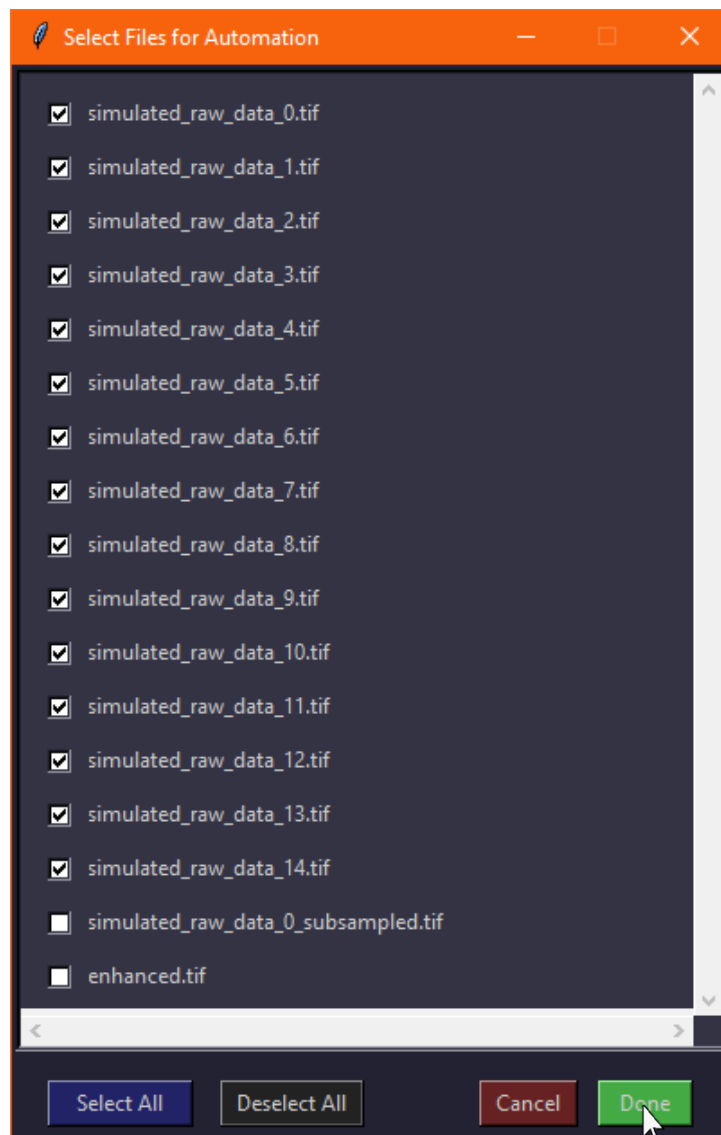 Select Files for Automation
simulated_raw_data_0.tif
simulated_raw_data_1.tif
simulated_raw_data_2.tif
simulated_raw_data_3.tif
simulated_raw_data_4.tif
simulated_raw_data_5.tif
simulated_raw_data_6.tif
simulated_raw_data_7.tif
simulated_raw_data_8.tif
simulated_raw_data_9.tif
simulated_raw_data_10.tif
simulated_raw_data_11.tif
simulated_raw_data_12.tif
simulated_raw_data_13.tif
simulated_raw_data_14.tif
simulated_raw_data_0_subsampled.tif
enhanced.tif
Select All Deselect All Cancel Done